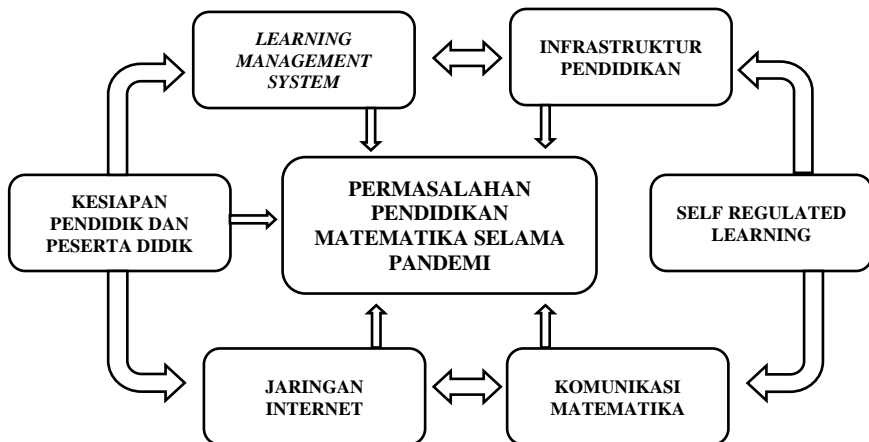 LEARNING
MANAGEMENT
SYSTEM
INFRASTRUKTUR
PENDIDIKAN
KESIAPAN
PENDIDIK DAN
PESERTA DIDIK
PERMASALAHAN
PENDIDIKAN
MATEMATIKA SELAMA
PANDEMI
SELF REGULATED
LEARNING
JARINGAN
INTERNET
KOMUNIKASI
MATEMATIKA